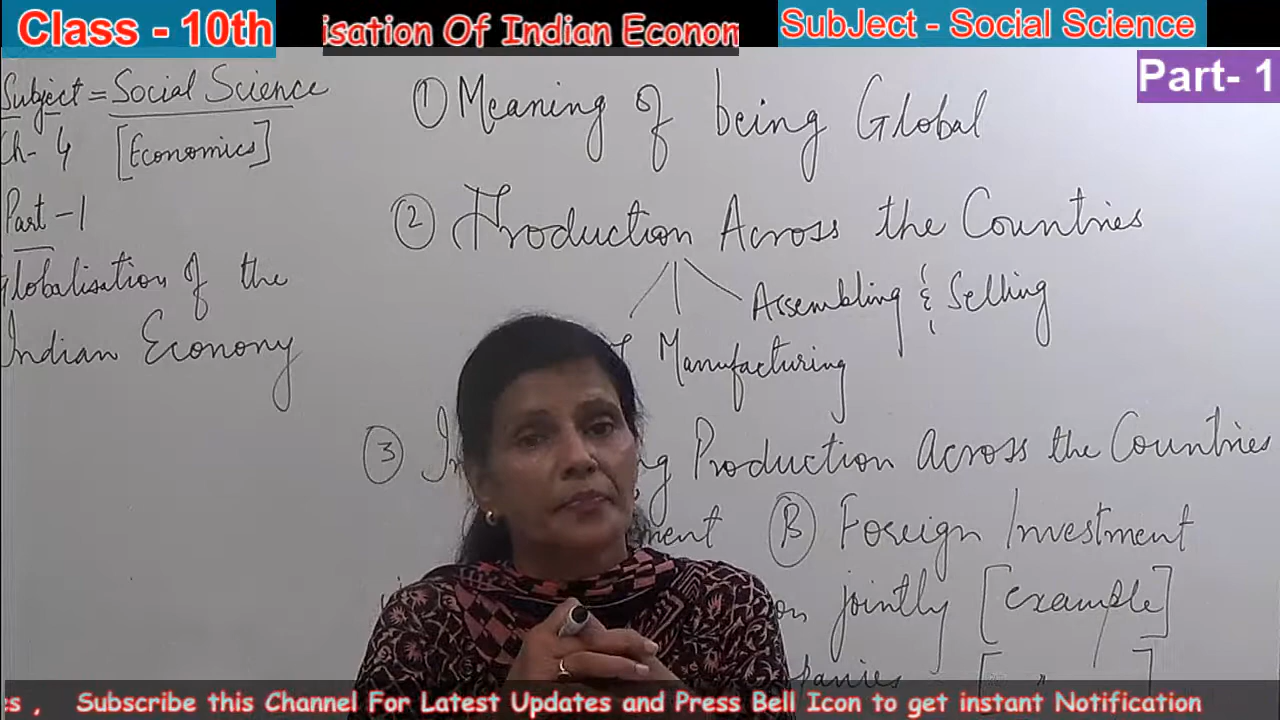 Class - 10th
isation Of Indian Econom
SubJect - Social Science
Part- 1
Subject = Social Science
Ch- 4 [Economics]
Part -1
Globalisation of the
Indian Economy
① Meaning of being Global
② Production Across the Countries
Assembling & Selling
Manufacturing
③ Production across the Countries
Ⓑ Foreign Investment
jointly [example]
Subscribe this Channel For Latest Updates and Press Bell Icon to get instant Notification